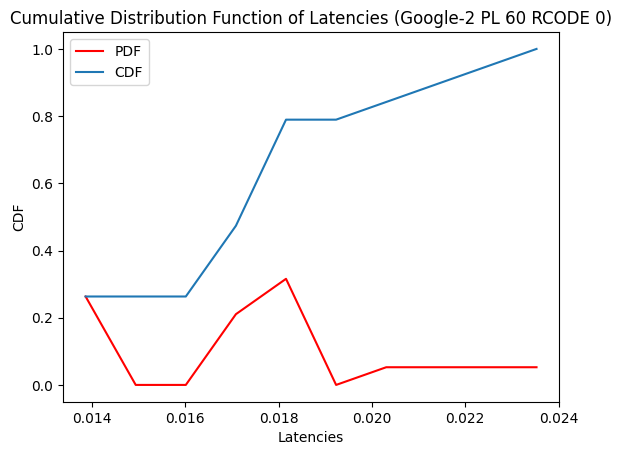 Cumulative Distribution Function of Latencies (Google-2 PL 60 RCODE 0)
PDF
CDF
1.0
0.8
0.6
0.4
0.2
0.0
CDF
0.014 0.016 0.018 0.020 0.022 0.024
Latencies